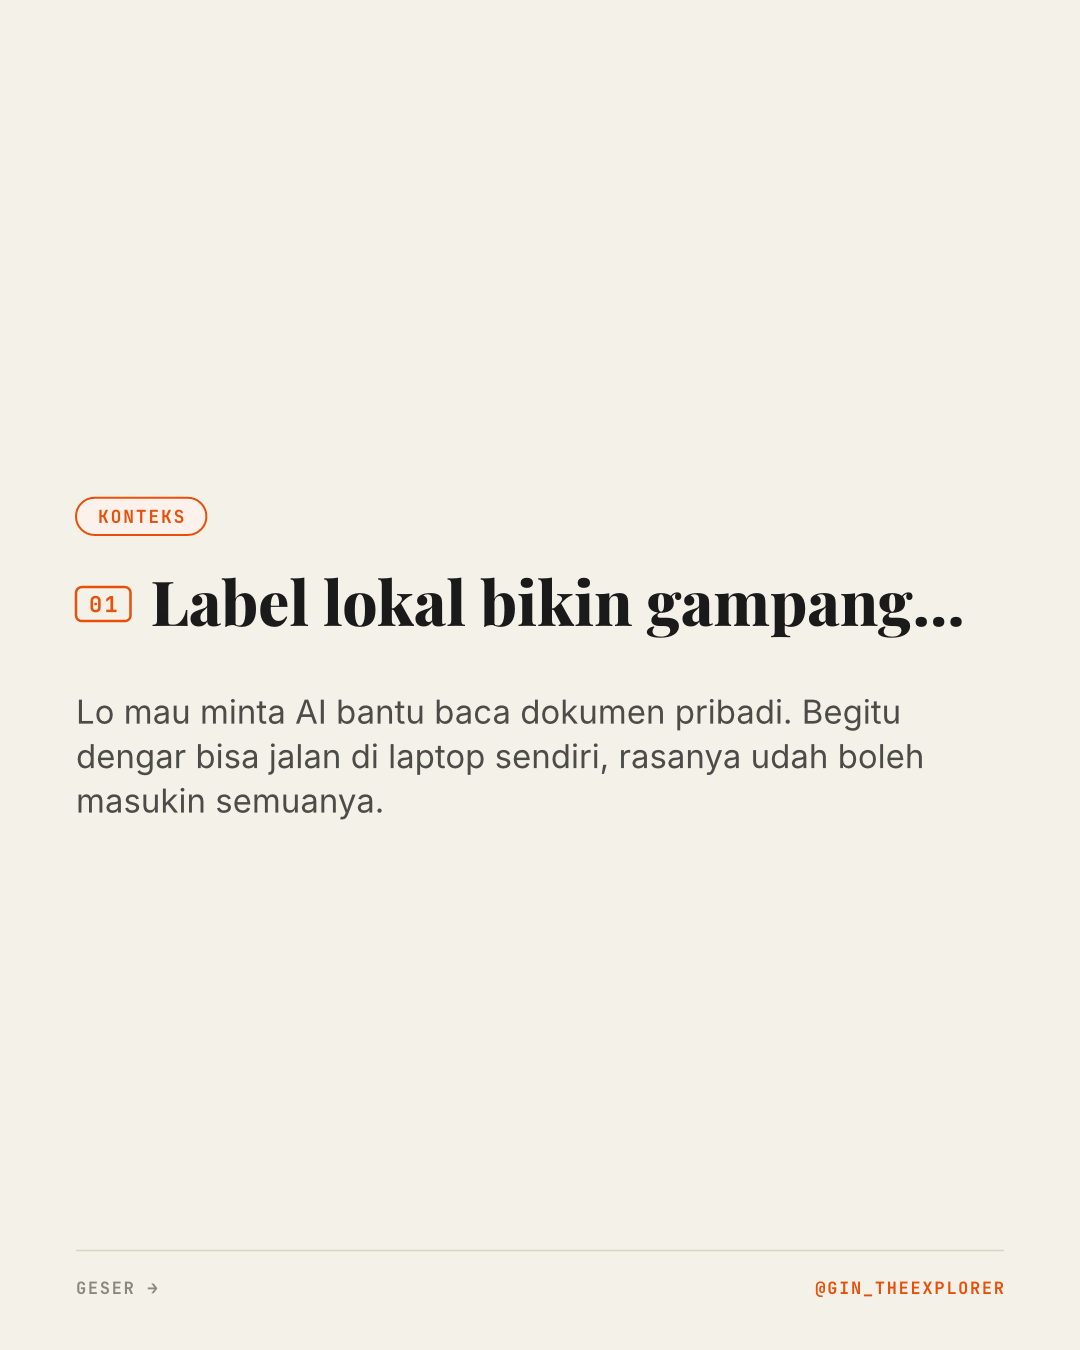 KONTEKS
01 Label lokal bikin gampang...
Lo mau minta AI bantu baca dokumen pribadi. Begitu
dengar bisa jalan di laptop sendiri, rasanya udah boleh
masukin semuanya.
GESER →
@GIN_THEEXPLORER